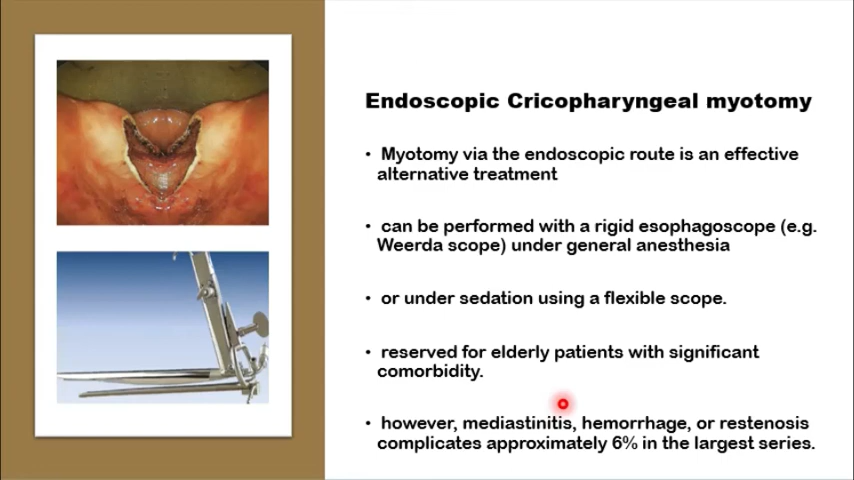 Endoscopic Cricopharyngeal myotomy
• Myotomy via the endoscopic route is an effective
alternative treatment
• can be performed with a rigid esophagoscope (e.g.
Weerda scope) under general anesthesia
• or under sedation using a flexible scope.
• reserved for elderly patients with significant
comorbidity.
• however, mediastinitis, hemorrhage, or restenosis
complicates approximately 6% in the largest series.